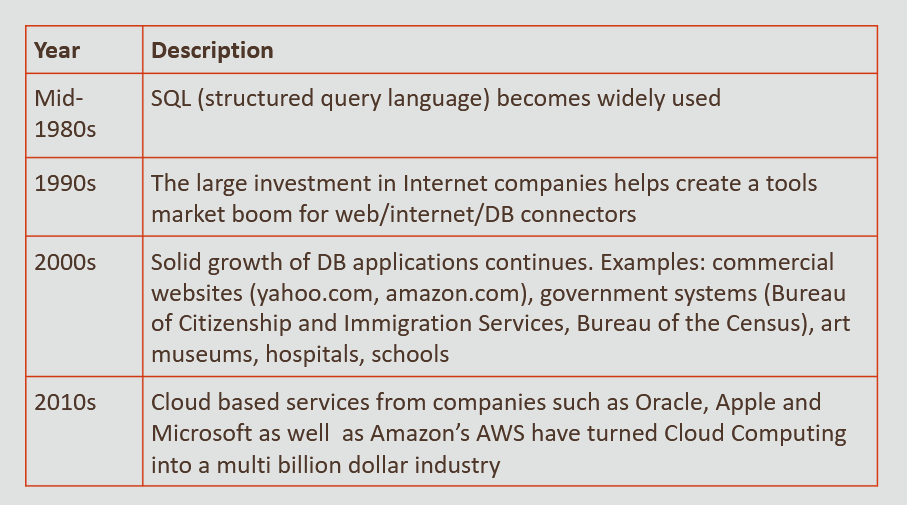 Year Description
Mid-
1980s
SQL (structured query language) becomes widely used
1990s
The large investment in Internet companies helps create a tools
market boom for web/internet/DB connectors
2000s
Solid growth of DB applications continues. Examples: commercial
websites (yahoo.com, amazon.com), government systems (Bureau
of Citizenship and Immigration Services, Bureau of the Census), art
museums, hospitals, schools
2010s
Cloud based services from companies such as Oracle, Apple and
Microsoft as well  as Amazon’s AWS have turned Cloud Computing
into a multi billion dollar industry